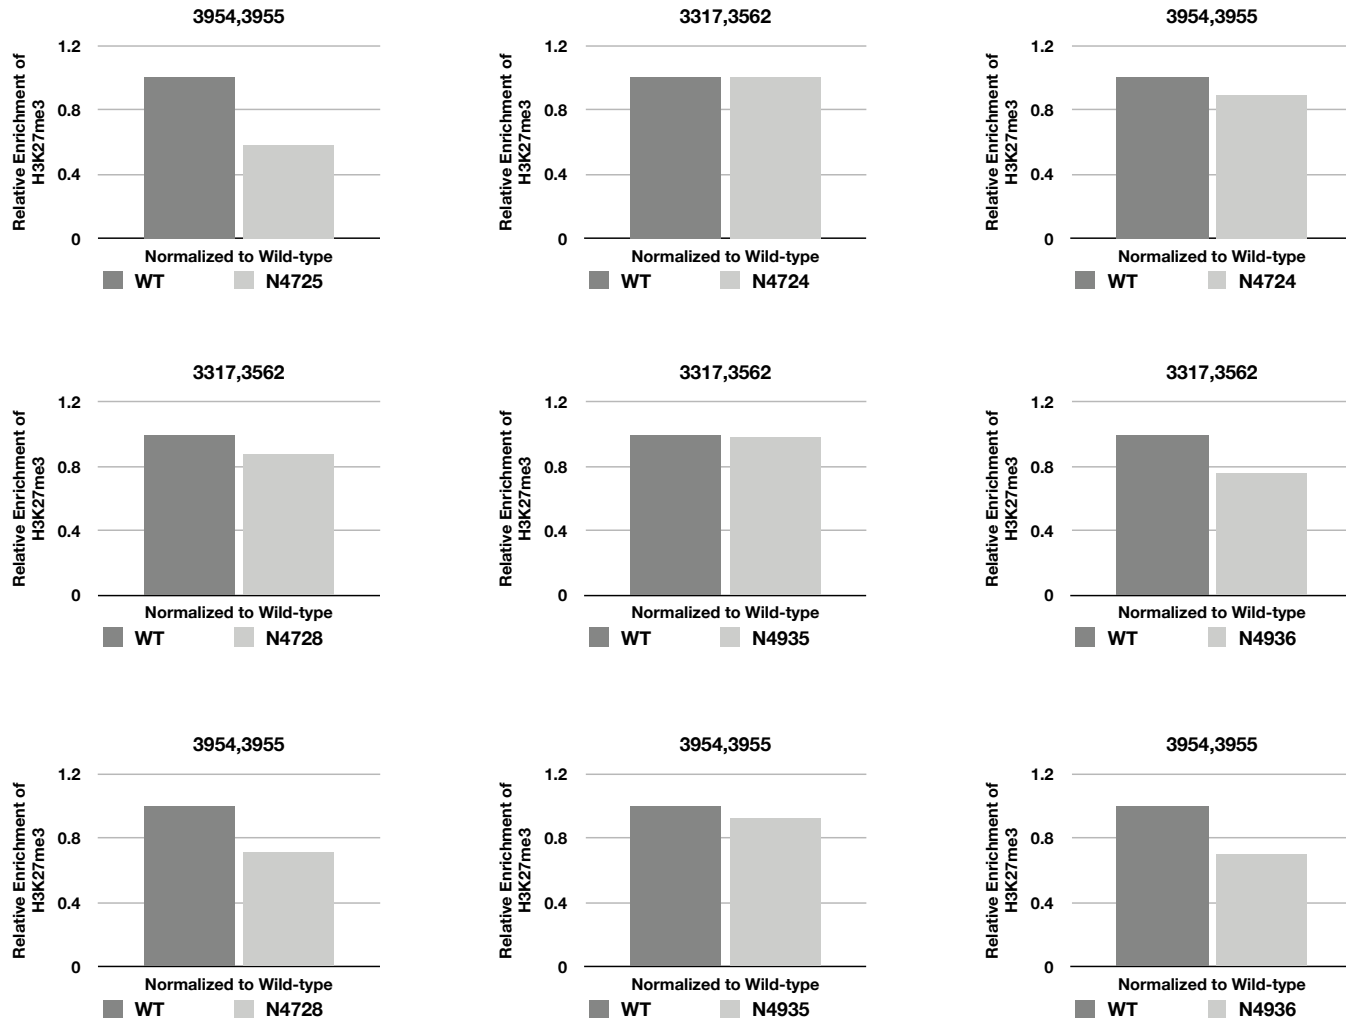 3954,3955
Relative Enrichment of
H3K27me3
1.2
0.8
0.4
0
Normalized to Wild-type
WT N4725
3317,3562
Relative Enrichment of
H3K27me3
1.2
0.8
0.4
0
Normalized to Wild-type
WT N4724
3954,3955
Relative Enrichment of
H3K27me3
1.2
0.8
0.4
0
Normalized to Wild-type
WT N4724
3317,3562
Relative Enrichment of
H3K27me3
1.2
0.8
0.4
0
Normalized to Wild-type
WT N4728
3317,3562
Relative Enrichment of
H3K27me3
1.2
0.8
0.4
0
Normalized to Wild-type
WT N4935
3317,3562
Relative Enrichment of
H3K27me3
1.2
0.8
0.4
0
Normalized to Wild-type
WT N4936
3954,3955
Relative Enrichment of
H3K27me3
1.2
0.8
0.4
0
Normalized to Wild-type
WT N4728
3954,3955
Relative Enrichment of
H3K27me3
1.2
0.8
0.4
0
Normalized to Wild-type
WT N4935
3954,3955
Relative Enrichment of
H3K27me3
1.2
0.8
0.4
0
Normalized to Wild-type
WT N4936